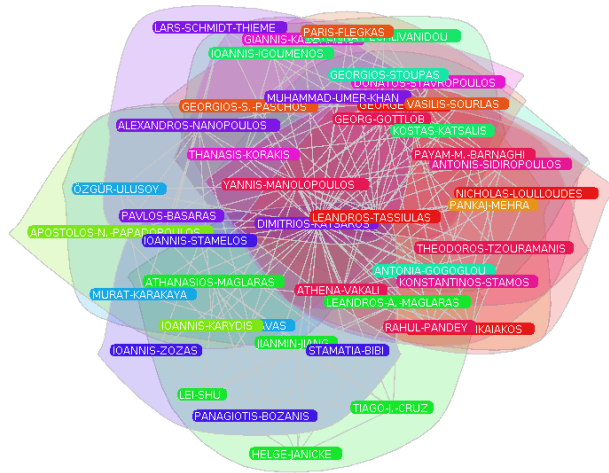 LARS-SCHMIDT-THIEME
PARIS-FLEGKAS
IOANNIS-IGOUMENOS
GEORGIOS-STOUPAS
DONATOS-STAVROPOULOS
MUHAMMAD-UMER-KHAN
GEORGIOS-S.-PASCHOS
VASILIS-SOURLAS
GEORG-GOTTLOB
ALEXANDROS-NANOPOULOS
KOSTAS-KATSALIS
THANASIS-KORAKIS
PAYAM-M.-BARNAGHI
ANTONIS-SIDIROPOULOS
YANNIS-MANOLOPOULOS
ÖZGÜR-ULUSOY
NICHOLAS-LOULLOUDES
PANKAJ-MEHRA
PAVLOS-BASARAS
LEANDROS-TASSIULAS
DIMITRIOS-KATSAROS
APOSTOLOS-N.-PAPADOPOULOS
IOANNIS-STAMELOS
THEODOROS-TZOURAMANIS
ANTONIA-GOGOGLOU
ATHANASIOS-MAGLARAS
KONSTANTINOS-STAMOS
ATHENA-VAKALI
MURAT-KARAKAYA
LEANDROS-A.-MAGLARAS
IOANNIS-KARYDIS
RAHUL-PANDEY
JIANMIN-JIANG
IOANNIS-ZOZAS
STAMATIA-BIBI
LEI-SHU
TIAGO-J.-CRUZ
PANAGIOTIS-BOZANIS
HELGE-JANICKE